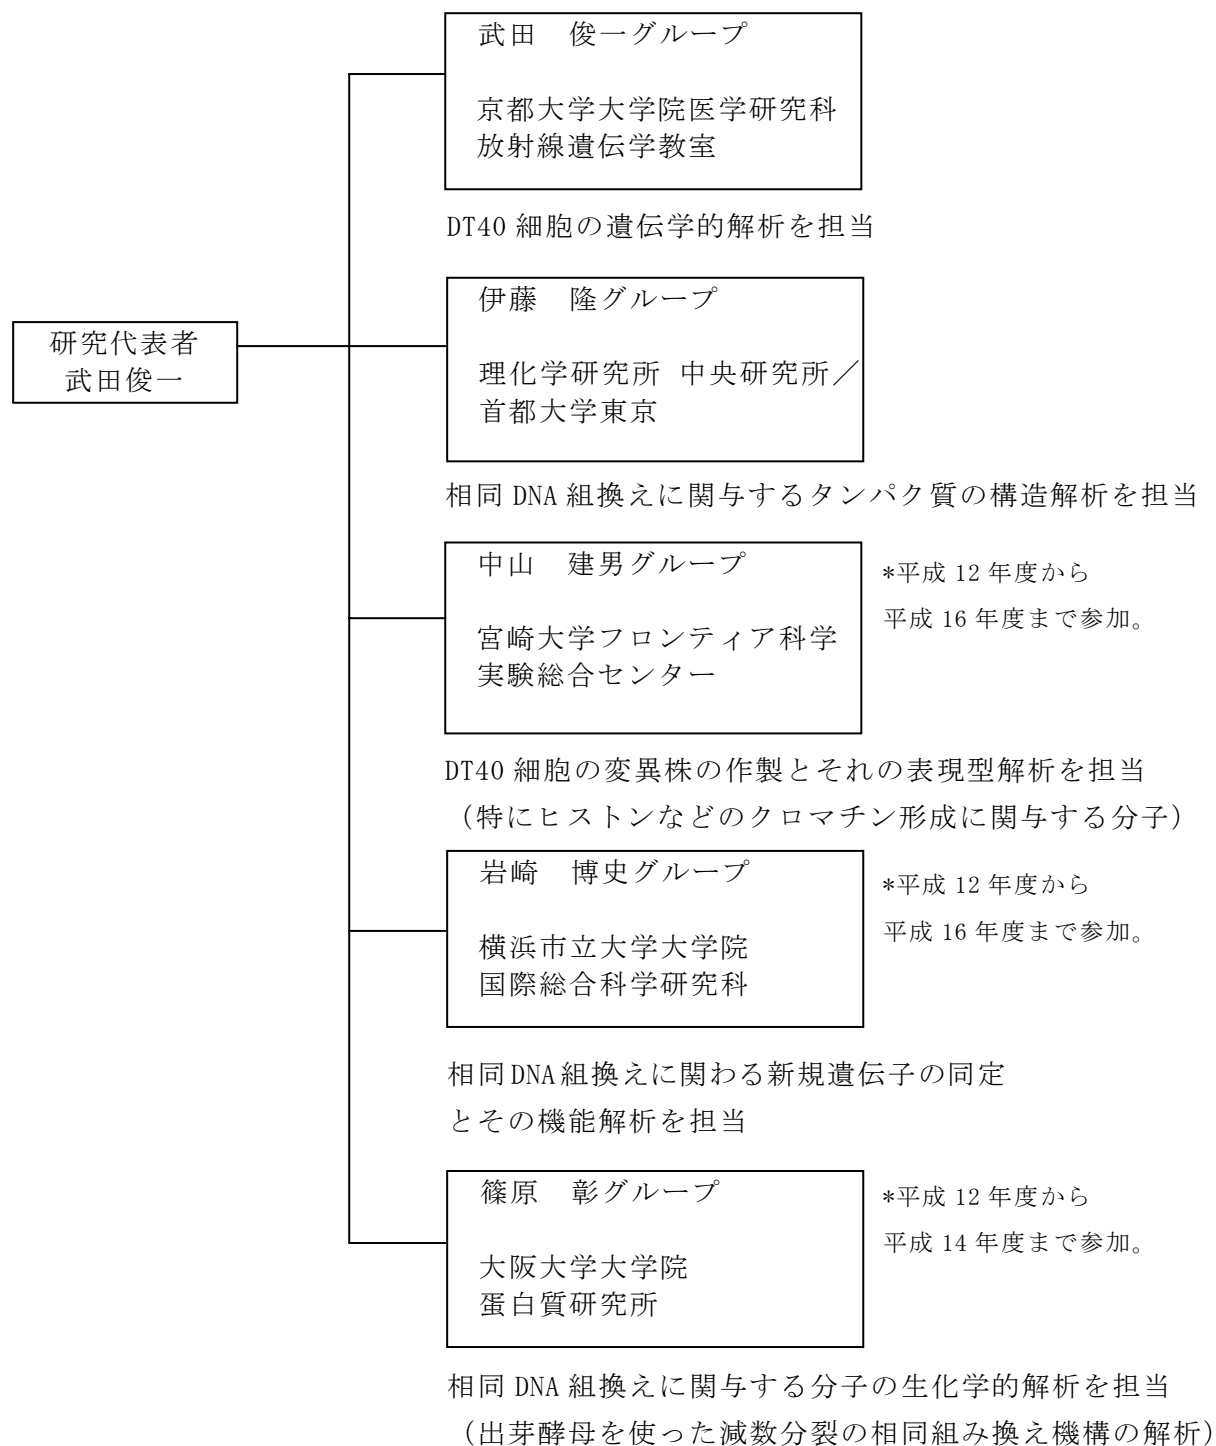 武田　俊一グループ
京都大学大学院医学研究科
放射線遺伝学教室
DT40 細胞の遺伝学的解析を担当
研究代表者
武田俊一
伊藤　隆グループ
理化学研究所 中央研究所／
首都大学東京
相同 DNA 組換えに関与するタンパク質の構造解析を担当
中山　建男グループ
宮崎大学フロンティア科学
実験総合センター
*平成 12 年度から
平成 16 年度まで参加。
DT40 細胞の変異株の作製とそれの表現型解析を担当
（特にヒストンなどのクロマチン形成に関与する分子）
岩崎　博史グループ
横浜市立大学大学院
国際総合科学研究科
*平成 12 年度から
平成 16 年度まで参加。
相同 DNA 組換えに関わる新規遺伝子の同定
とその機能解析を担当
篠原　彰グループ
大阪大学大学院
蛋白質研究所
*平成 12 年度から
平成 14 年度まで参加。
相同 DNA 組換えに関与する分子の生化学的解析を担当
（出芽酵母を使った減数分裂の相同組み換え機構の解析）